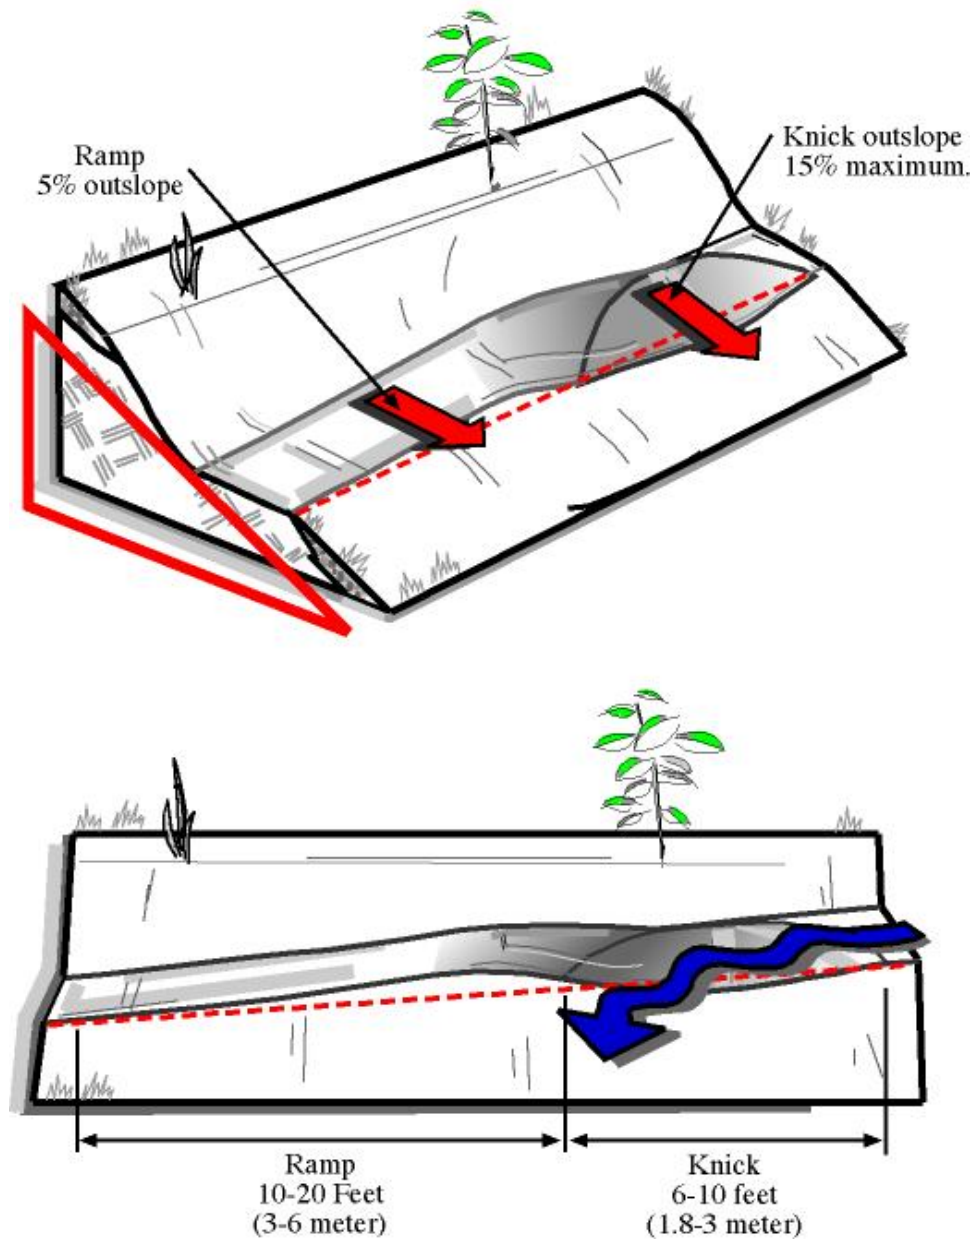 Ramp
5% outslope
Knick outslope
15% maximum.
Ramp
10-20 Feet
(3-6 meter)
Knick
6-10 feet
(1.8-3 meter)